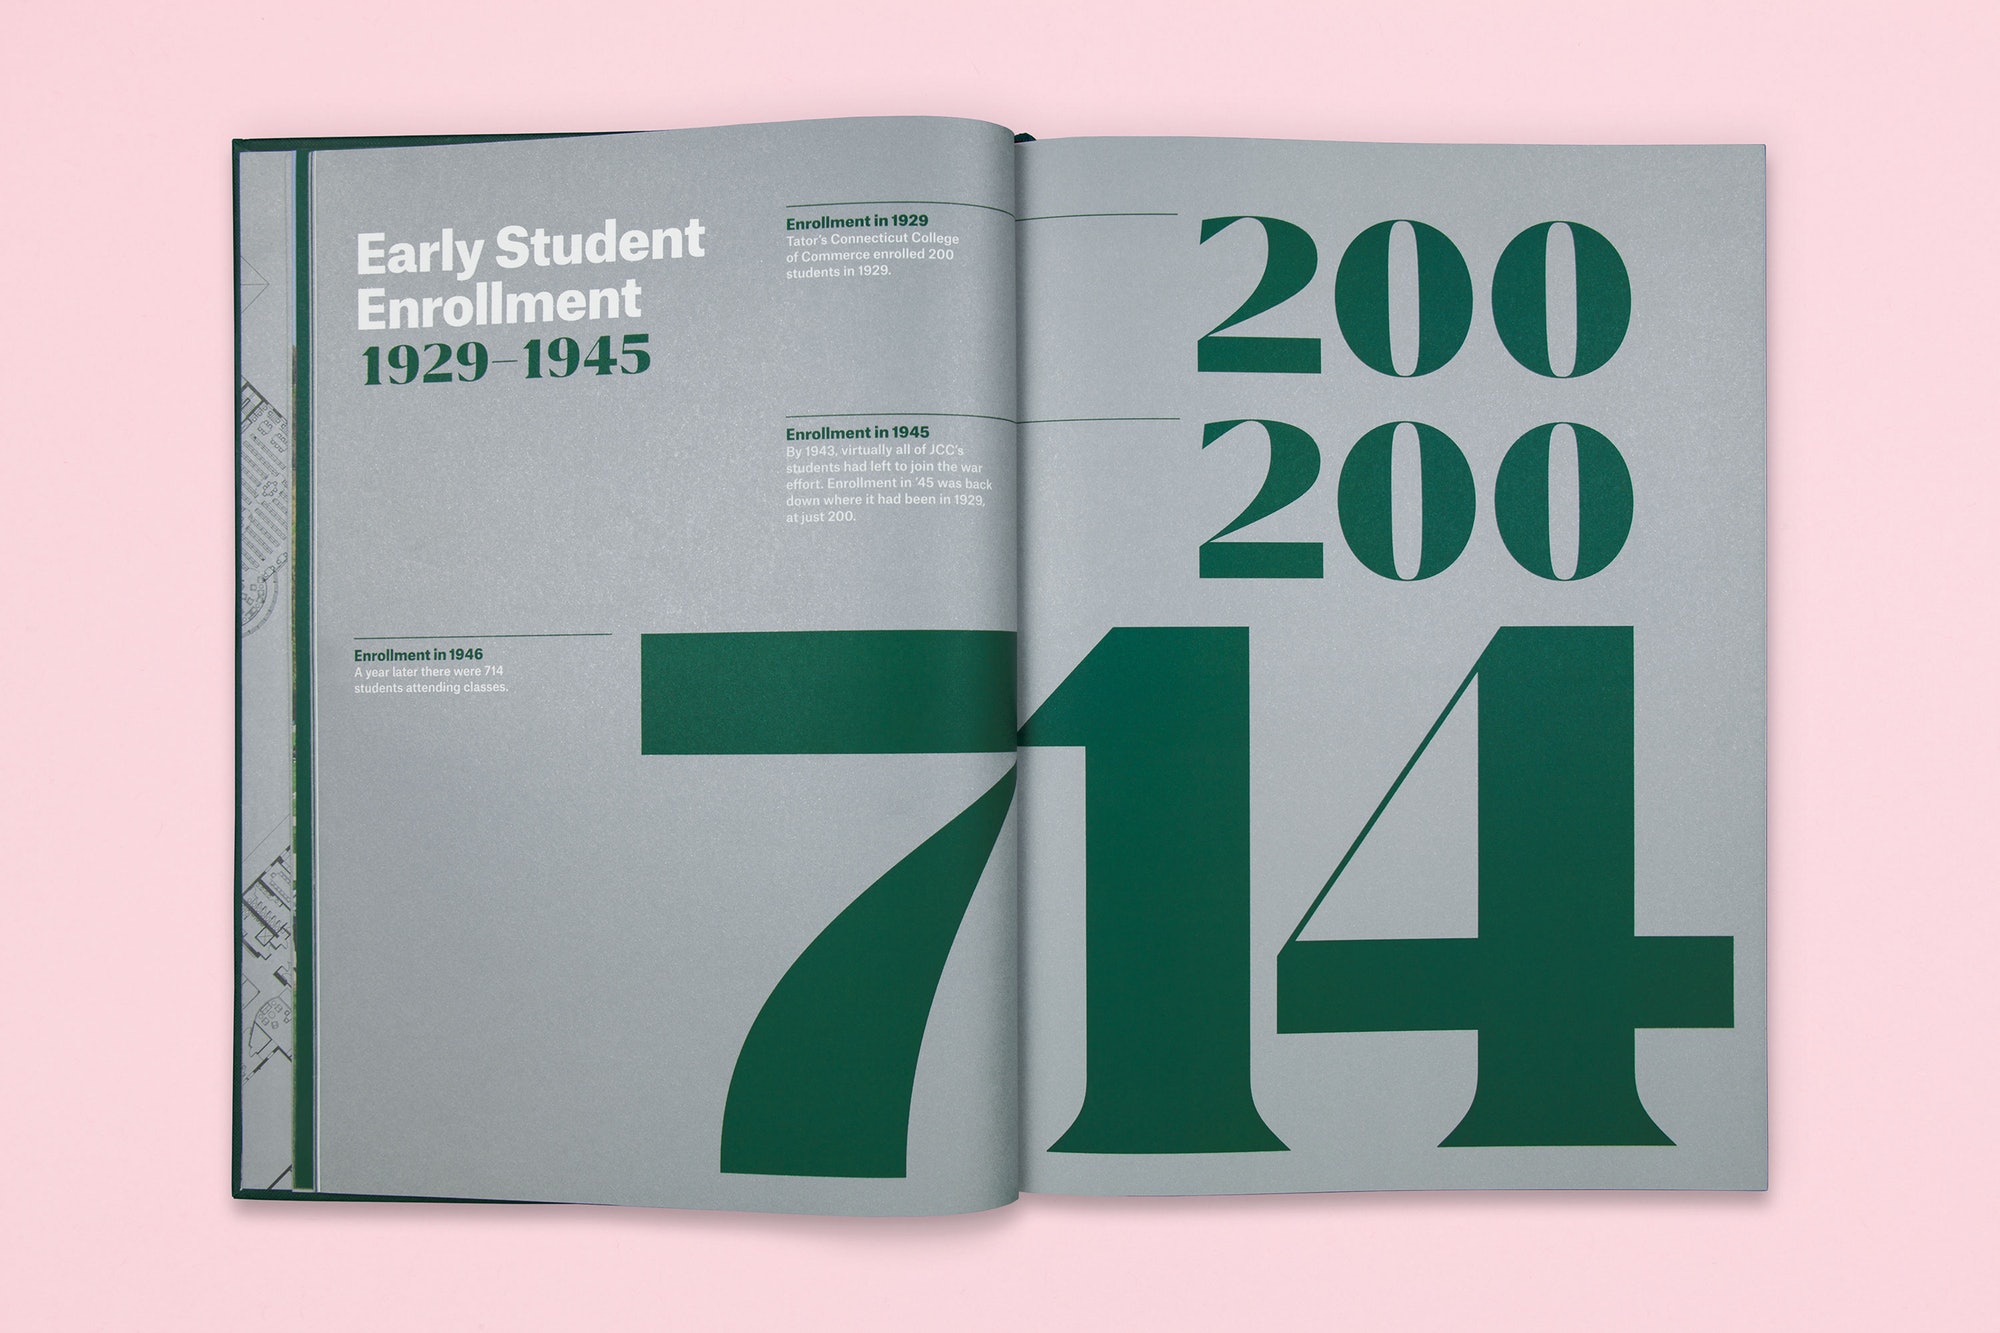 Early Student
Enrollment
1929–1945
Enrollment in 1929
Tator's Connecticut College
of Commerce enrolled 200
students in 1929.
200
Enrollment in 1945
By 1943, virtually all of JCC's
students had left to join the war
effort. Enrollment in '45 was back
down where it had been in 1929,
at just 200.
200
Enrollment in 1946
A year later there were 714
students attending classes.
714